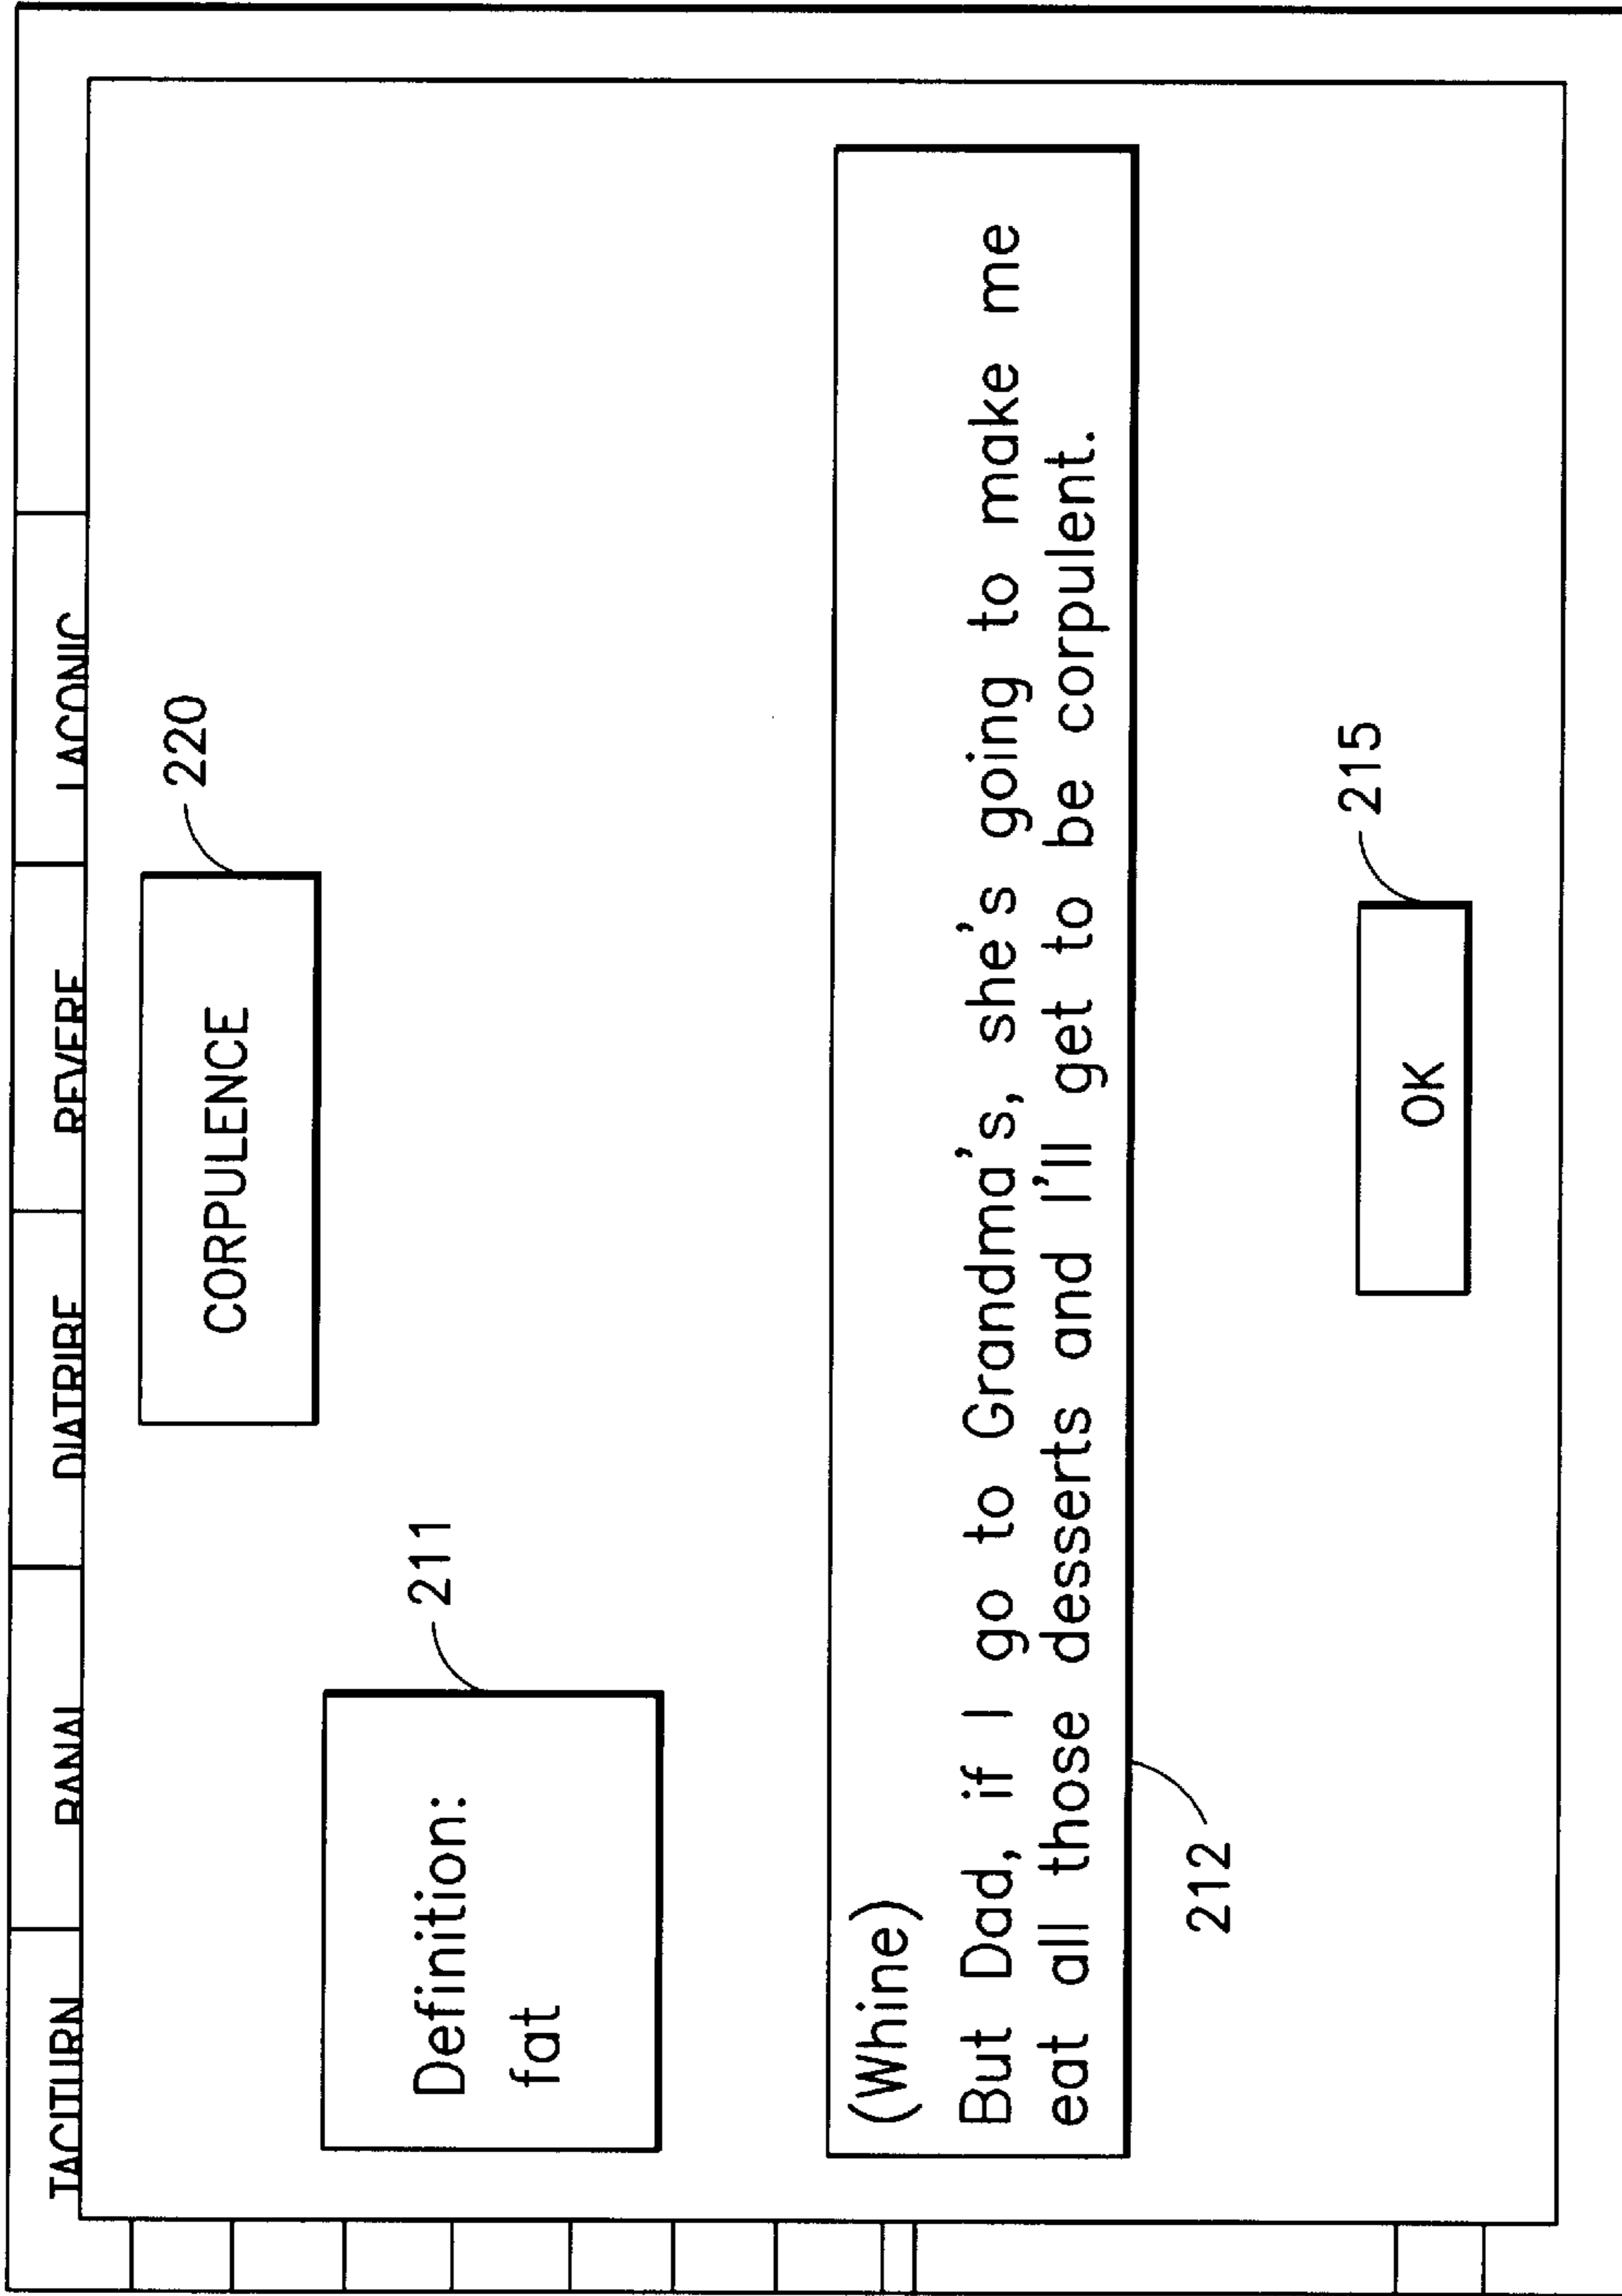 TACITURN BANAL DIATRIBE REVERE LACONIC
CORPULENCE
220
Definition:
fat
211
(Whine)
But Dad, if I go to Grandma's, she's going to make me
eat all those desserts and I'll get to be corpulent.
212
OK
215